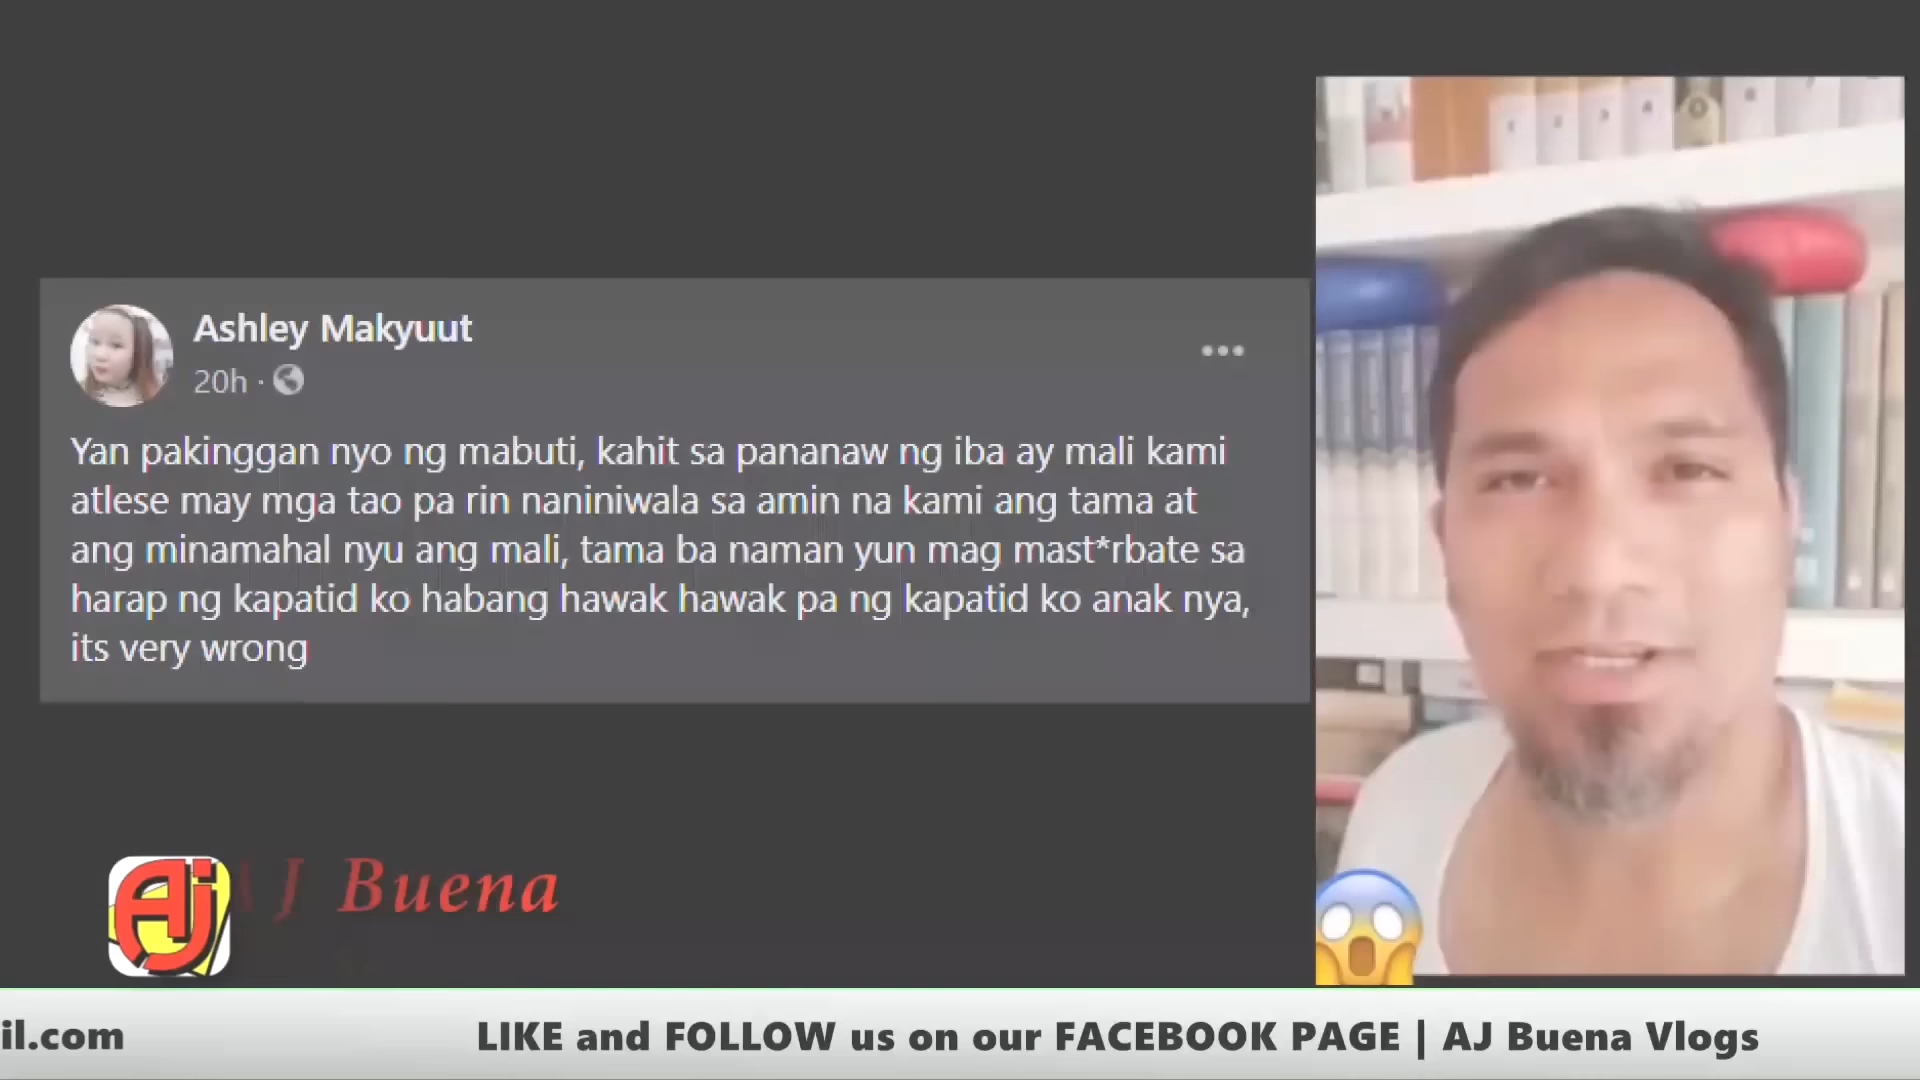 Ashley Makyuut
20h ·
Yan pakinggan nyo ng mabuti, kahit sa pananaw ng iba ay mali kami
atlese may mga tao pa rin naniniwala sa amin na kami ang tama at
ang minamahal nyu ang mali, tama ba naman yun mag mast*rbate sa
harap ng kapatid ko habang hawak hawak pa ng kapatid ko anak nya,
its very wrong
AJ
AJ Buena
il.com
LIKE and FOLLOW us on our FACEBOOK PAGE | AJ Buena Vlogs